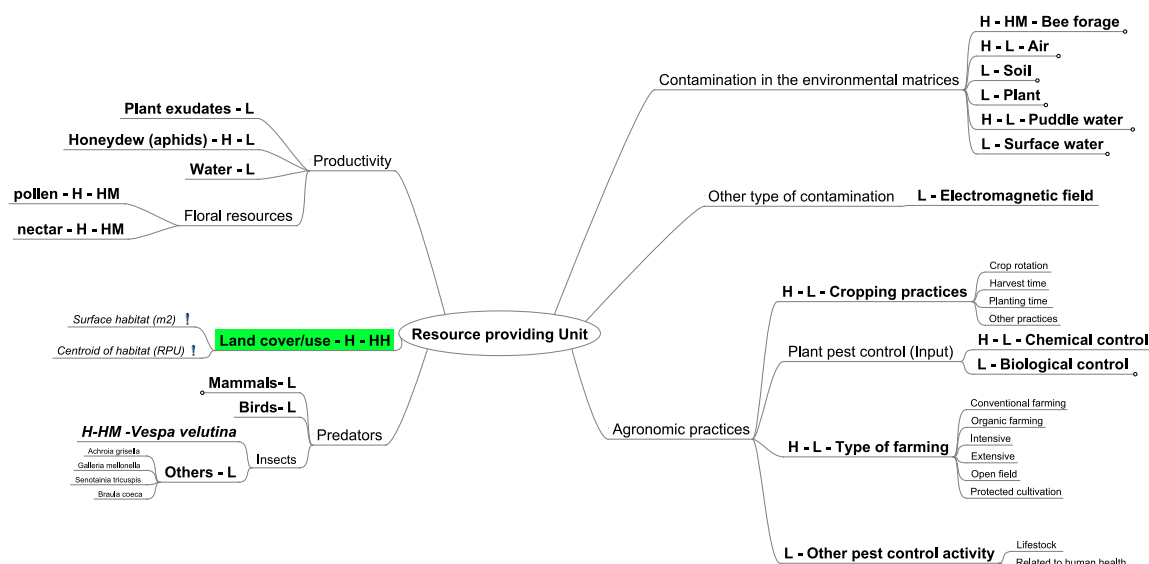 H - HM - Bee forage
H - L - Air
L - Soil
L - Plant
H - L - Puddle water
L - Surface water
Contamination in the environmental matrices
Plant exudates - L
Honeydew (aphids) - H - L
Water - L
Productivity
pollen - H - HM
nectar - H - HM
Floral resources
Other type of contamination
L - Electromagnetic field
Surface habitat (m2)
Centroid of habitat (RPU)
Land cover/use - H - HH
Resource providing Unit
Mammals- L
Birds- L
H-HM -Vespa velutina
Achroia grisella
Galleria mellonella
Senotainia tricuspis
Braula coeca
Others - L
Insects
Predators
Agronomic practices
H - L - Cropping practices
Crop rotation
Harvest time
Planting time
Other practices
Plant pest control (Input)
H - L - Chemical control
L - Biological control
H - L - Type of farming
Conventional farming
Organic farming
Intensive
Extensive
Open field
Protected cultivation
L - Other pest control activity
Lifestock
Related to human health